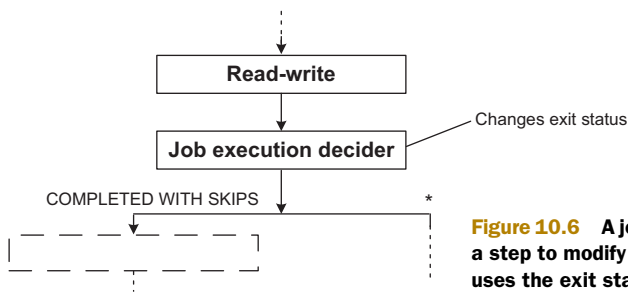 Read-write
Changes exit status
Job execution decider
COMPLETED WITH SKIPS
*
Figure 10.6 A
a step to modify
uses the exit